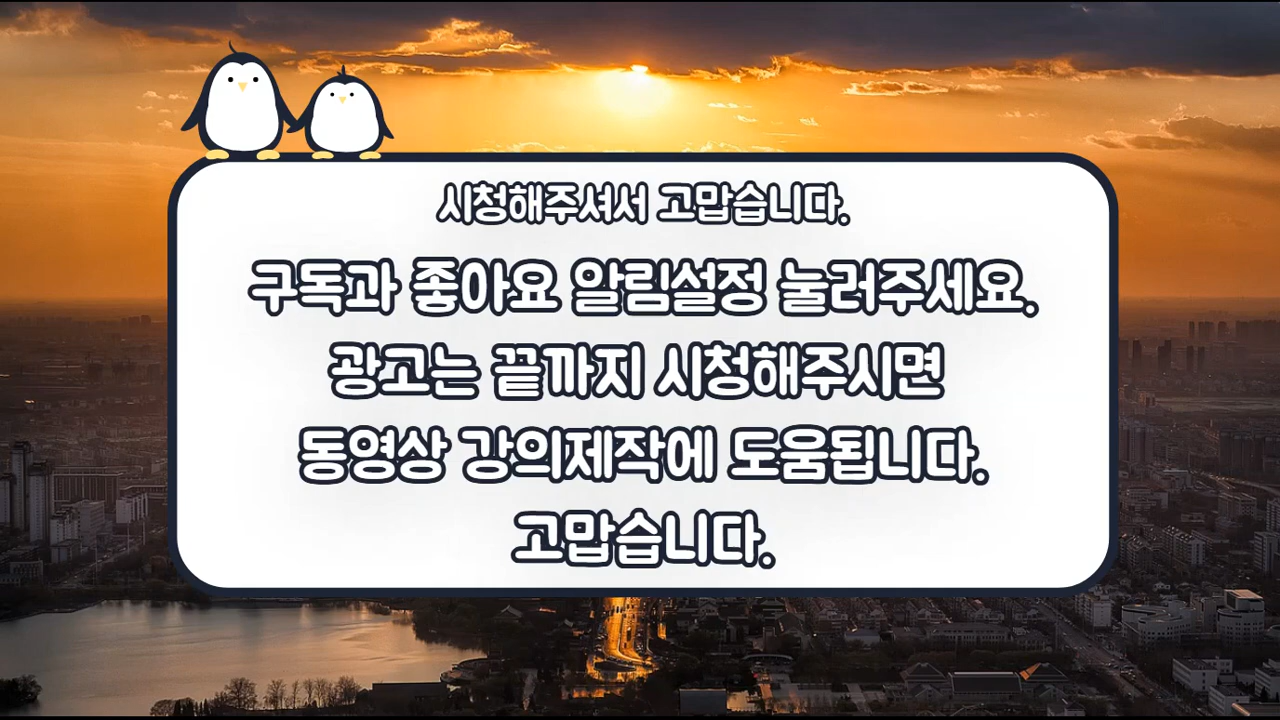 시청해주셔서 고맙습니다.
구독과 좋아요 알림설정 눌러주세요.
광고는 끝까지 시청해주시면
동영상 강의제작에 도움됩니다.
고맙습니다.